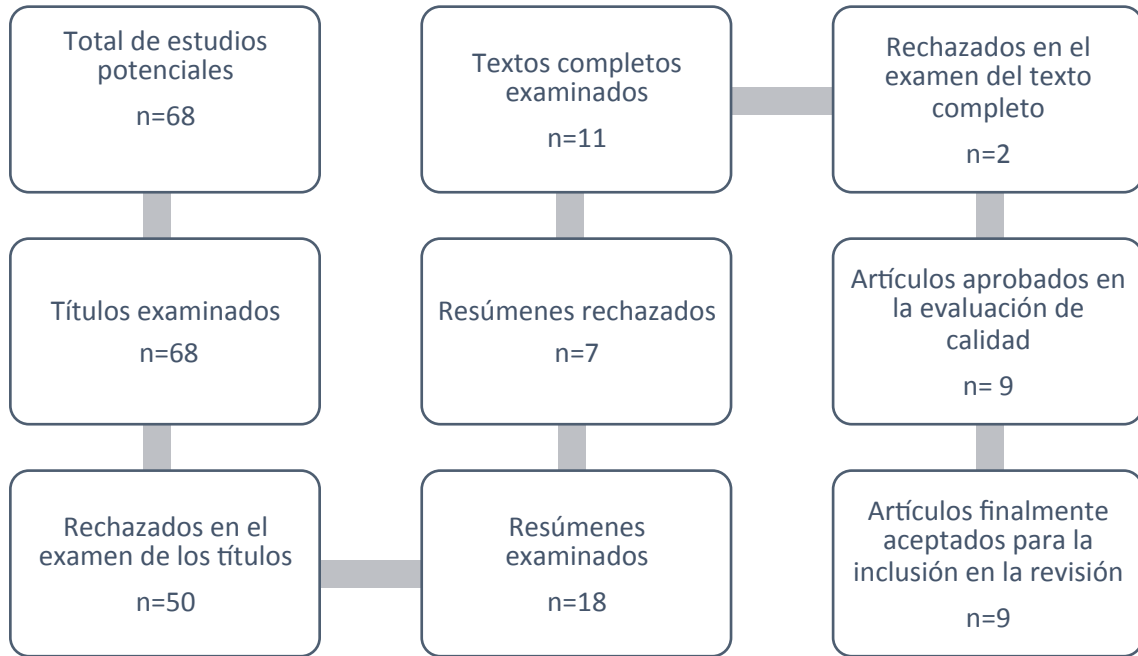 Total de estudios
potenciales
n=68
Títulos examinados
n=68
Rechazados en el
examen de los títulos
n=50
Resúmenes
examinados
n=18
Resúmenes rechazados
n=7
Textos completos
examinados
n=11
Rechazados en el
examen del texto
completo
n=2
Artículos aprobados en
la evaluación de
calidad
n= 9
Artículos finalmente
aceptados para la
inclusión en la revisión
n=9